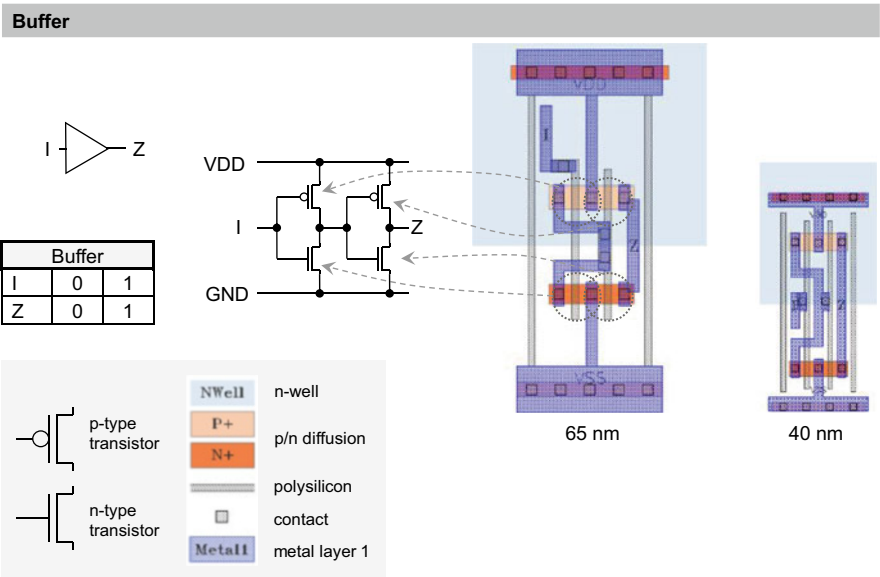 Buffer
I
Z
VDD
I
Z
GND
Buffer
I 0 1
Z 0 1
p-type
transistor
n-type
transistor
NWell
n-well
P+
N+
p/n diffusion
polysilicon
contact
Metal1
metal layer 1
VDD
I
Z
VSS
65 nm
Z
40 nm